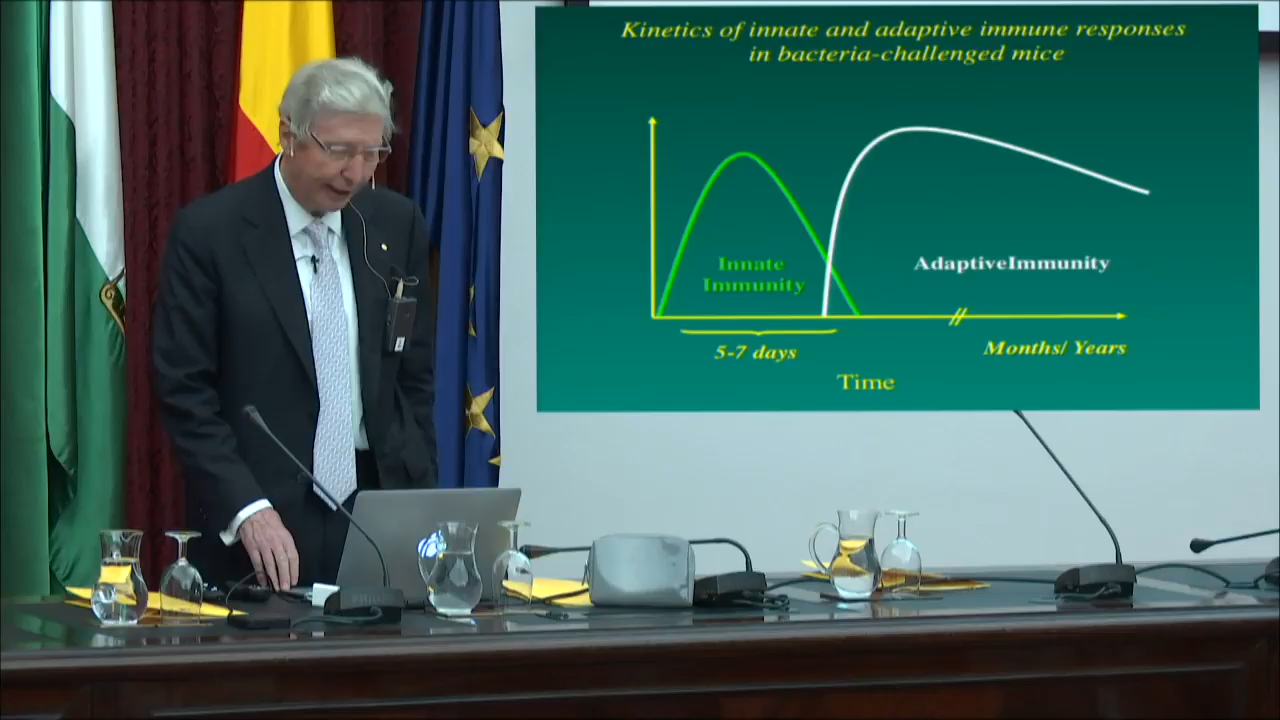 Kinetics of innate and adaptive immune responses
in bacteria-challenged mice
Innate
Immunity
AdaptiveImmunity
5-7 days
Months/ Years
Time